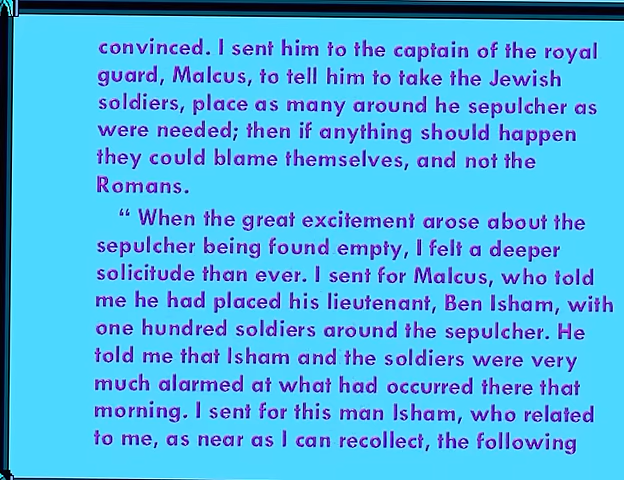 convinced. I sent him to the captain of the royal
guard, Malcus, to tell him to take the Jewish
soldiers, place as many around he sepulcher as
were needed; then if anything should happen
they could blame themselves, and not the
Romans.
“ When the great excitement arose about the
sepulcher being found empty, I felt a deeper
solicitude than ever. I sent for Malcus, who told
me he had placed his lieutenant, Ben Isham, with
one hundred soldiers around the sepulcher. He
told me that Isham and the soldiers were very
much alarmed at what had occurred there that
morning. I sent for this man Isham, who related
to me, as near as I can recollect, the following